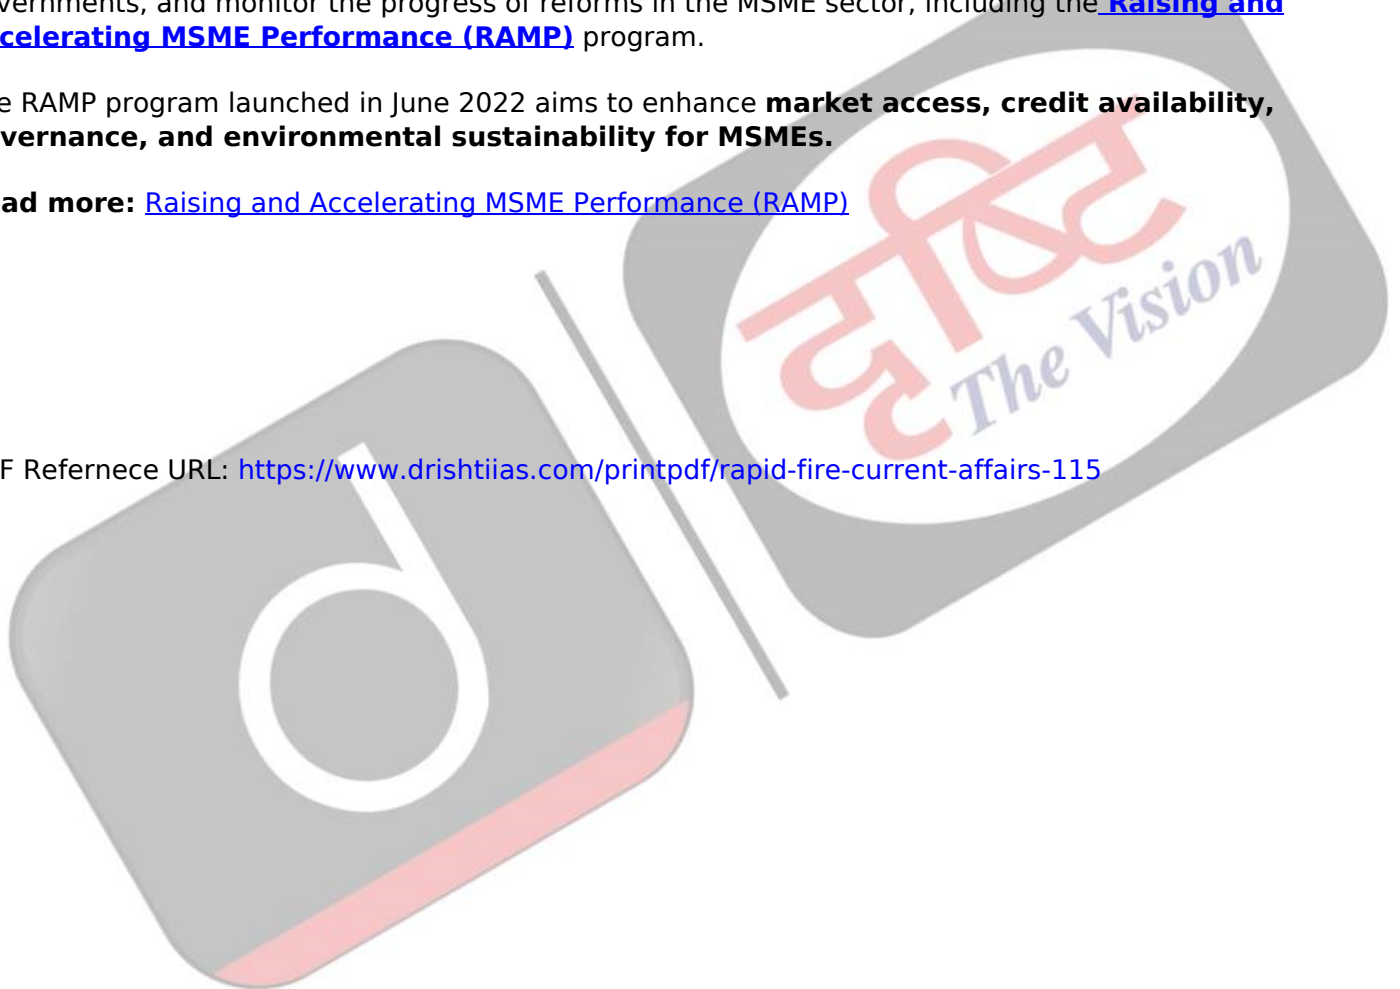 vernments, and monitor the progress of reforms in the MSME sector, including the Raising and
celerating MSME Performance (RAMP) program.
e RAMP program launched in June 2022 aims to enhance market access, credit availability,
vernance, and environmental sustainability for MSMEs.
ad more: Raising and Accelerating MSME Performance (RAMP)
दृष्टि
The Vision
F Refernece URL: https://www.drishtiias.com/printpdf/rapid-fire-current-affairs-115